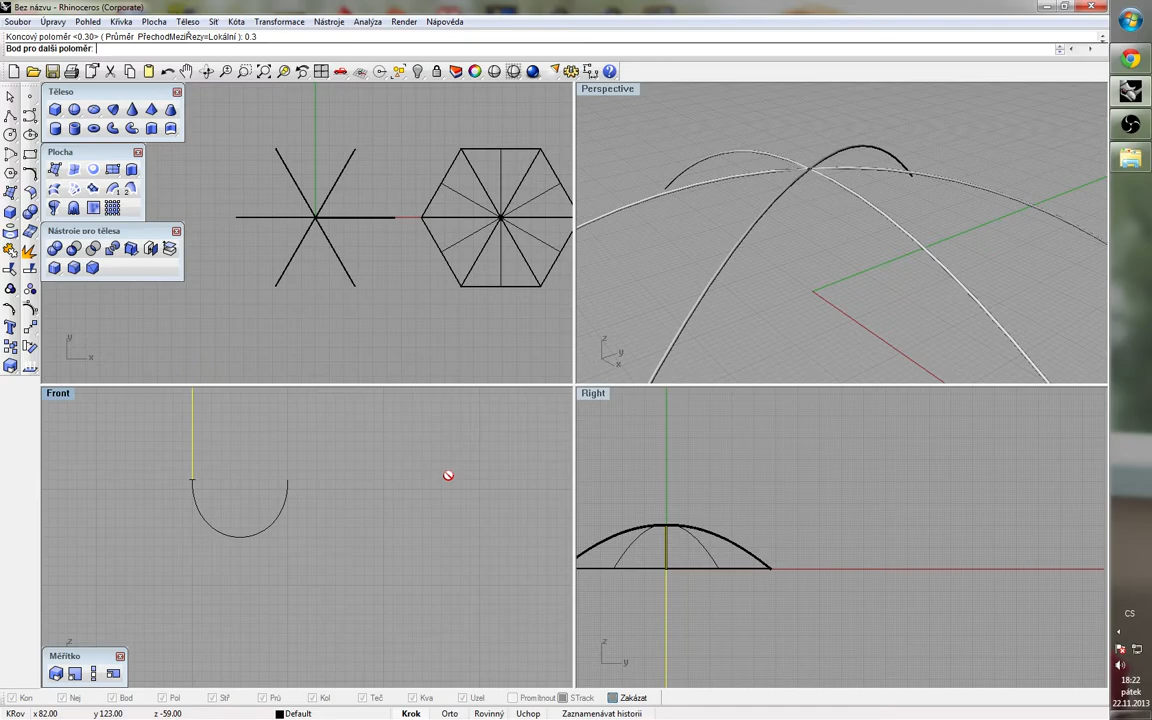 Bez názvu - Rhinoceros (Corporate)
Soubor Úpravy Pohled Křivka Plocha Těleso Síť Kóta Transformace Nástroje Analýza Render Nápověda
Koncový poloměr <0.30> ( Průměr PřechodMeziŘezy=Lokální ): 0.3
Bod pro další poloměr:
Těleso
Plocha
1 2
Nástroje pro tělesa
y
x
Perspective
z
y
x
Front
z
Right
z
y
Měřítko
Kon Nej Bod Pol Stř Prů Kol Teč Kva Uzel Promítnout STrack Zakázat
KRov x 82.00 y 123.00 z -59.00 Default Krok Orto Rovinný Uchop Zaznamenávat historii
CS
18:22
pátek
22.11.2013